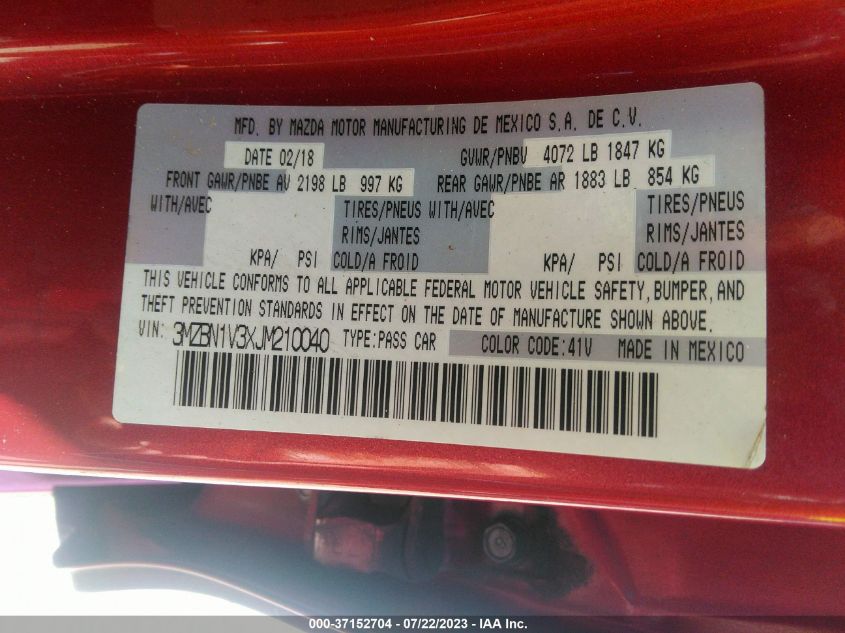 MFD. BY MAZDA MOTOR MANUFACTURING DE MEXICO S.A. DE C.V.
DATE 02/18 GVWR/PNBV 4072 LB 1847 KG
FRONT GAWR/PNBE AV 2198 LB 997 KG REAR GAWR/PNBE AR 1883 LB 854 KG
WITH/AVEC TIRES/PNEUS WITH/AVEC TIRES/PNEUS
RIMS/JANTES RIMS/JANTES
KPA/ PSI COLD/A FROID KPA/ PSI COLD/A FROID
THIS VEHICLE CONFORMS TO ALL APPLICABLE FEDERAL MOTOR VEHICLE SAFETY, BUMPER, AND
THEFT PREVENTION STANDARDS IN EFFECT ON THE DATE OF MANUFACTURE SHOWN ABOVE.
VIN: 3MZBN1V3XJM210040 TYPE:PASS CAR COLOR CODE:41V MADE IN MEXICO
000-37152704 / 07/22/2023 - IAA Inc.